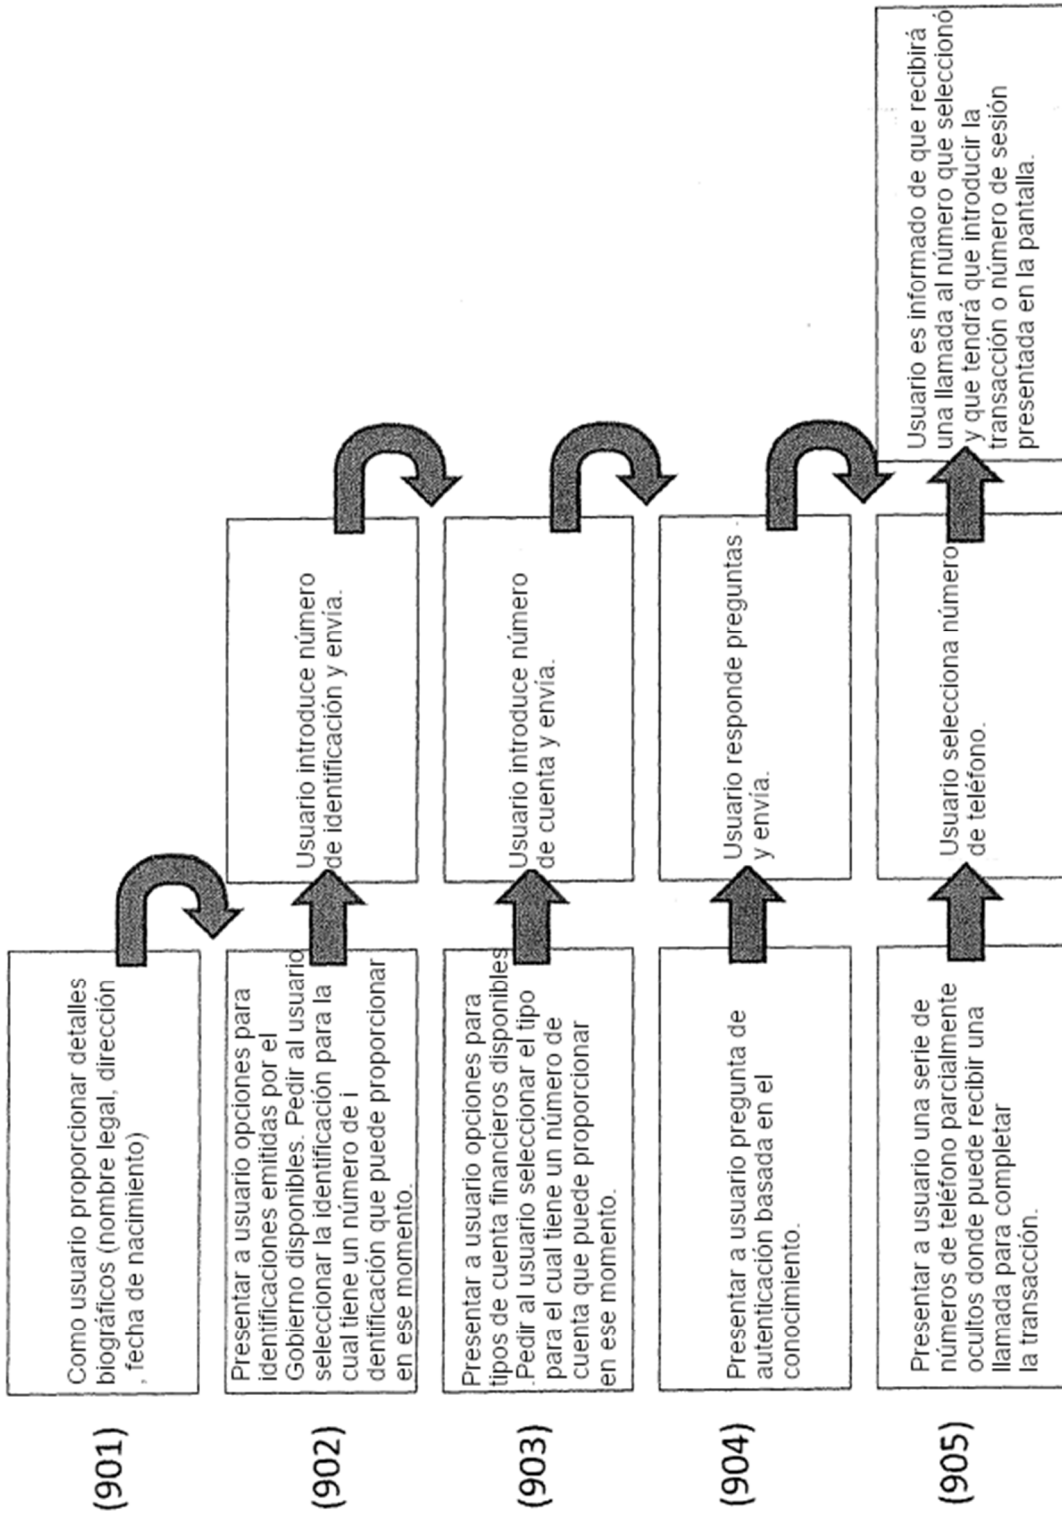 (901)
Como usuario proporcionar detalles
biográficos (nombre legal, dirección
, fecha de nacimiento)
(902)
Presentar a usuario opciones para
identificaciones emitidas por el
Gobierno disponibles. Pedir al usuario
seleccionar la identificación para la
cual tiene un número de i
dentificación que puede proporcionar
en ese momento.
Usuario introduce número
de identificación y envía.
(903)
Presentar a usuario opciones para
tipos de cuenta financieros disponibles
.Pedir al usuario seleccionar el tipo
para el cual tiene un número de
cuenta que puede proporcionar
en ese momento.
Usuario introduce número
de cuenta y envía.
(904)
Presentar a usuario pregunta de
autenticación basada en el
conocimiento.
Usuario responde preguntas
y envía.
(905)
Presentar a usuario una serie de
números de teléfono parcialmente
ocultos donde puede recibir una
llamada para completar
la transacción.
Usuario selecciona número
de teléfono.
Usuario es informado de que recibirá
una llamada al número que seleccionó
y que tendrá que introducir la
transacción o número de sesión
presentada en la pantalla.